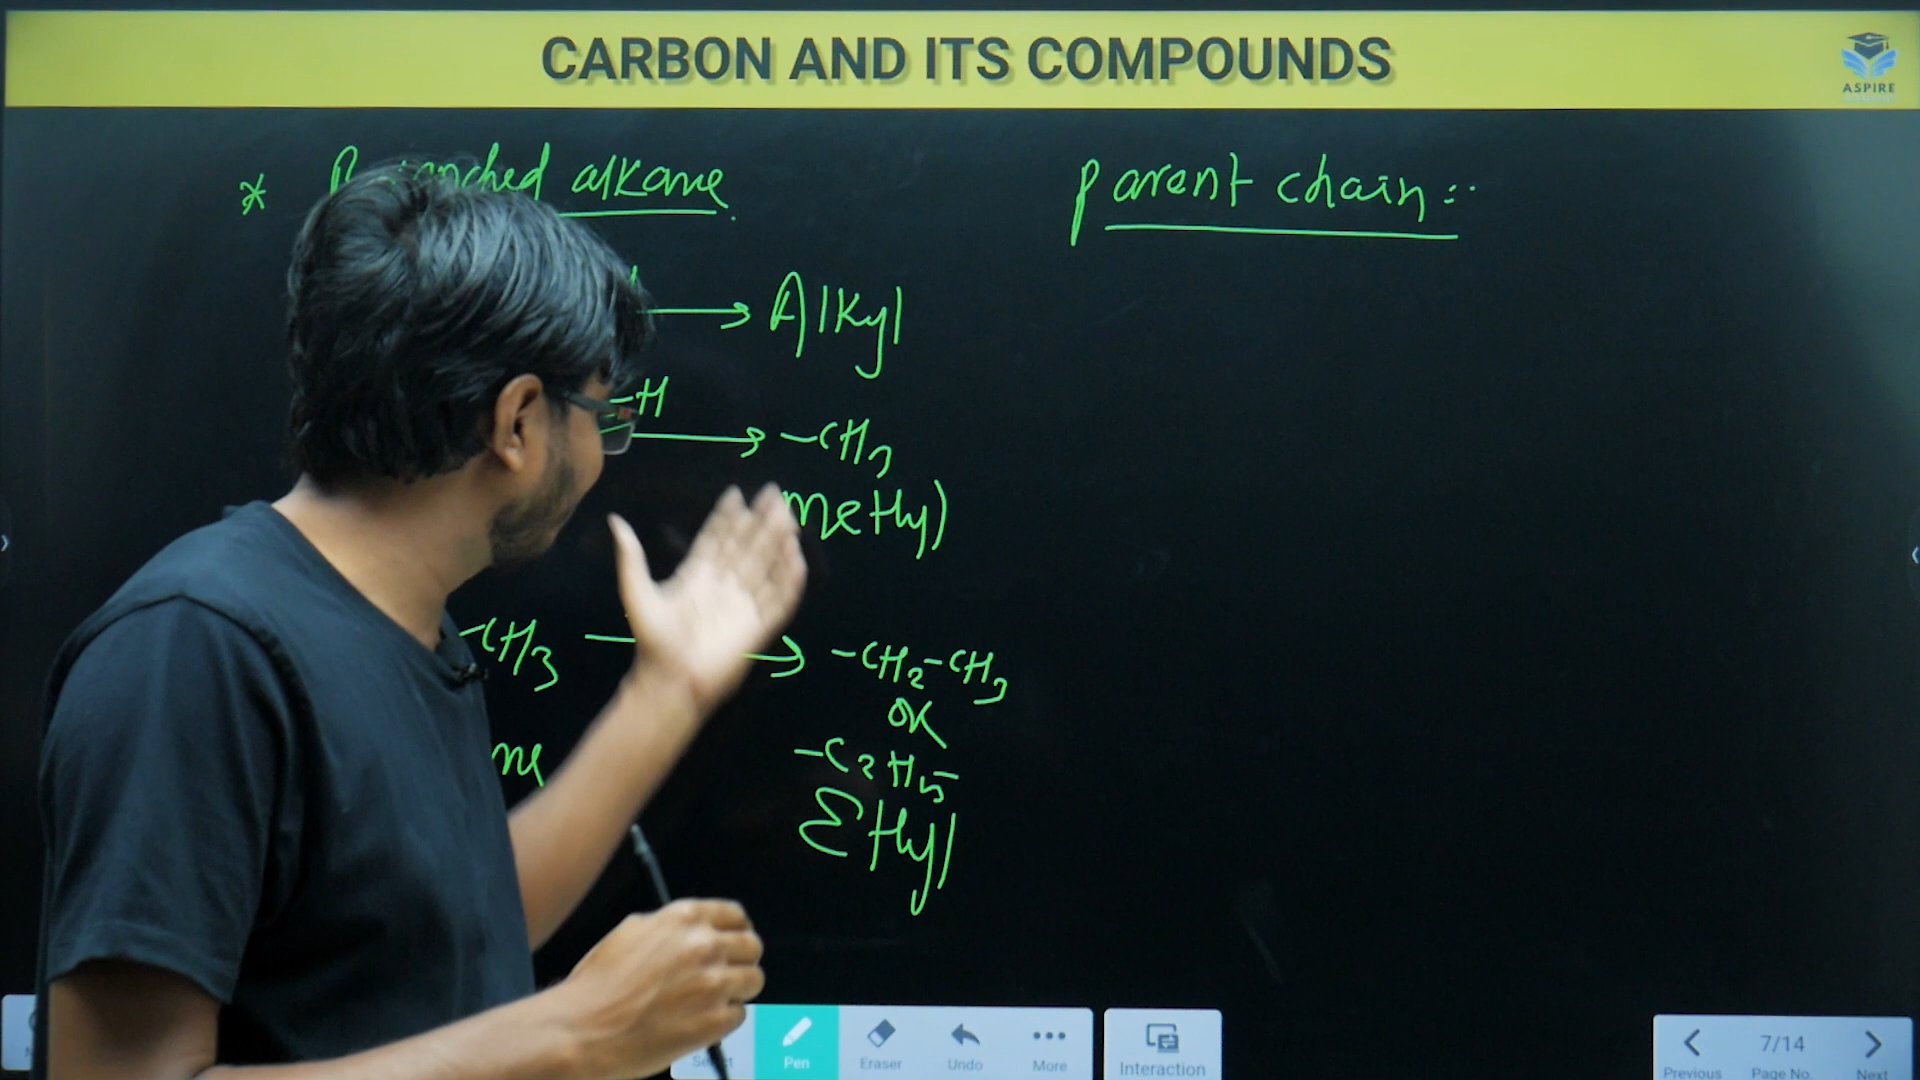 CARBON AND ITS COMPOUNDS
ASPIRE
* Branched alkane
→ Alkyl
-H
→ -CH3
Methyl)
-CH3 → -CH2-CH3
OR
-C2H5-
Ethyl
parent chain :-
Pen
Eraser
Undo
More
Interaction
Previous
7/14
Page No.
Next